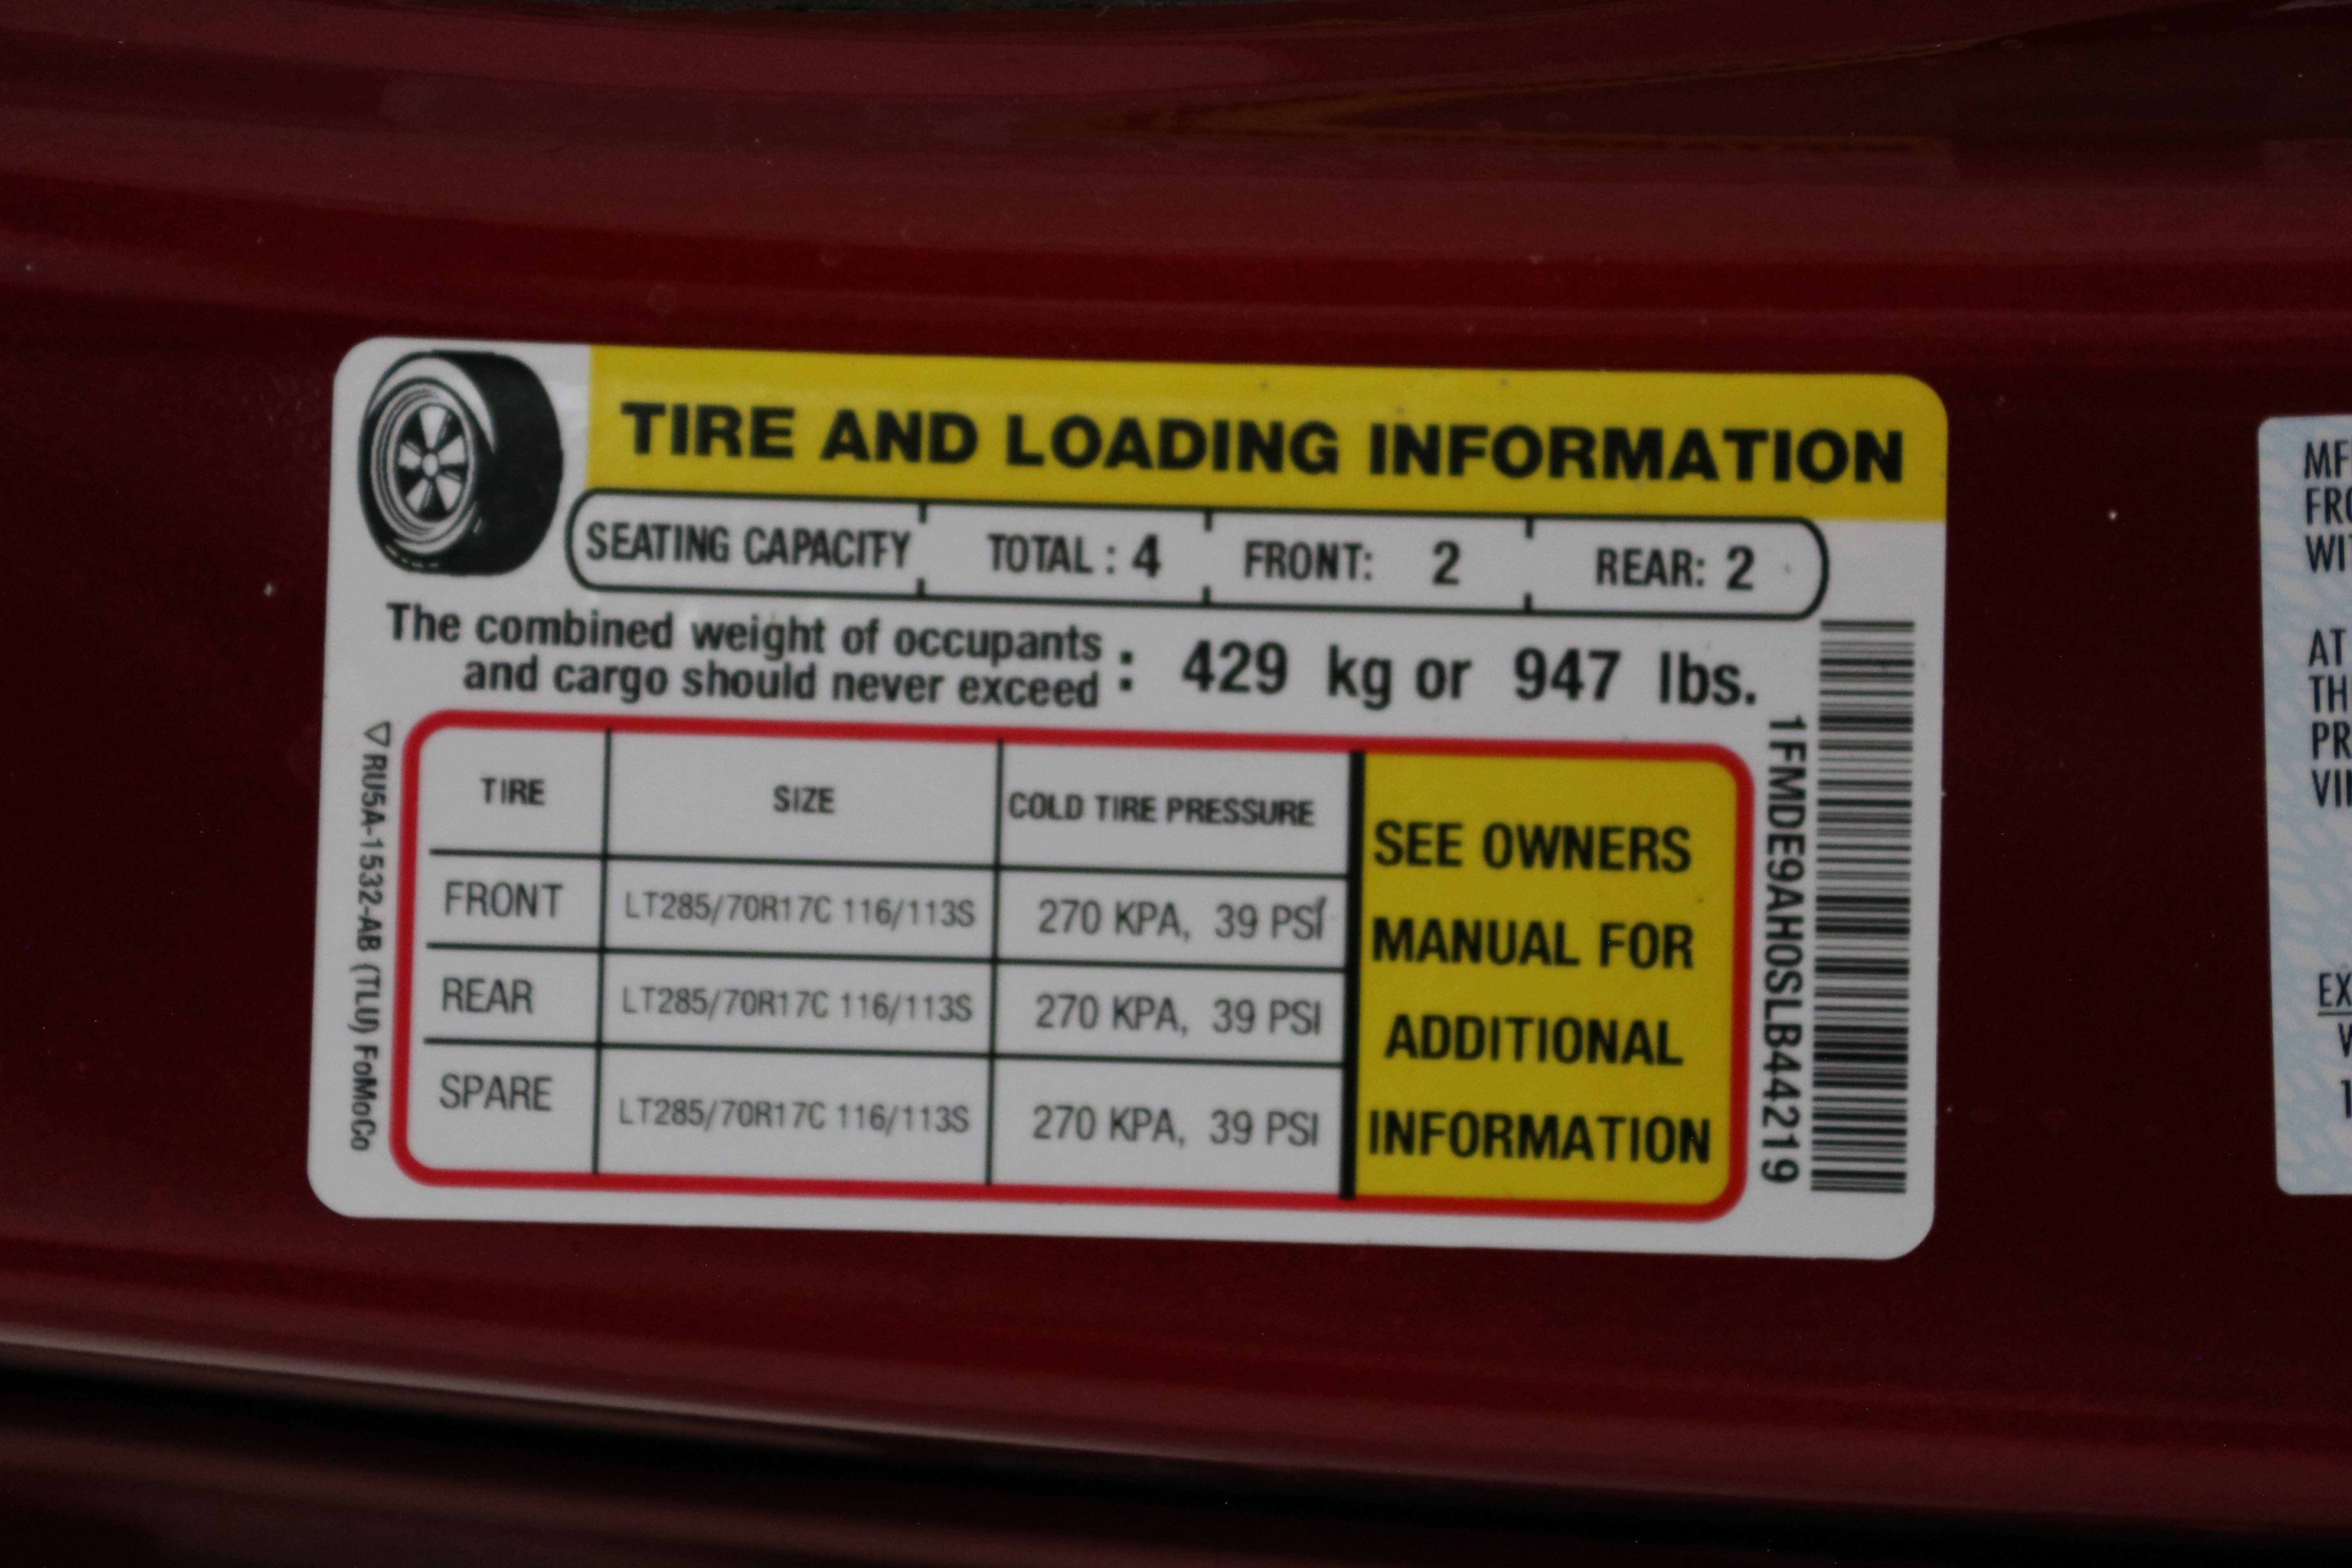 TIRE AND LOADING INFORMATION
SEATING CAPACITY TOTAL : 4 FRONT: 2 REAR: 2
The combined weight of occupants
and cargo should never exceed : 429 kg or 947 lbs.
TIRE SIZE COLD TIRE PRESSURE
FRONT LT285/70R17C 116/113S 270 KPA, 39 PSI
REAR LT285/70R17C 116/113S 270 KPA, 39 PSI
SPARE LT285/70R17C 116/113S 270 KPA, 39 PSI
SEE OWNERS
MANUAL FOR
ADDITIONAL
INFORMATION
RU5A-1532-AB (TLU) FoMoCo
1FMDE9AH0SLB44219
AT